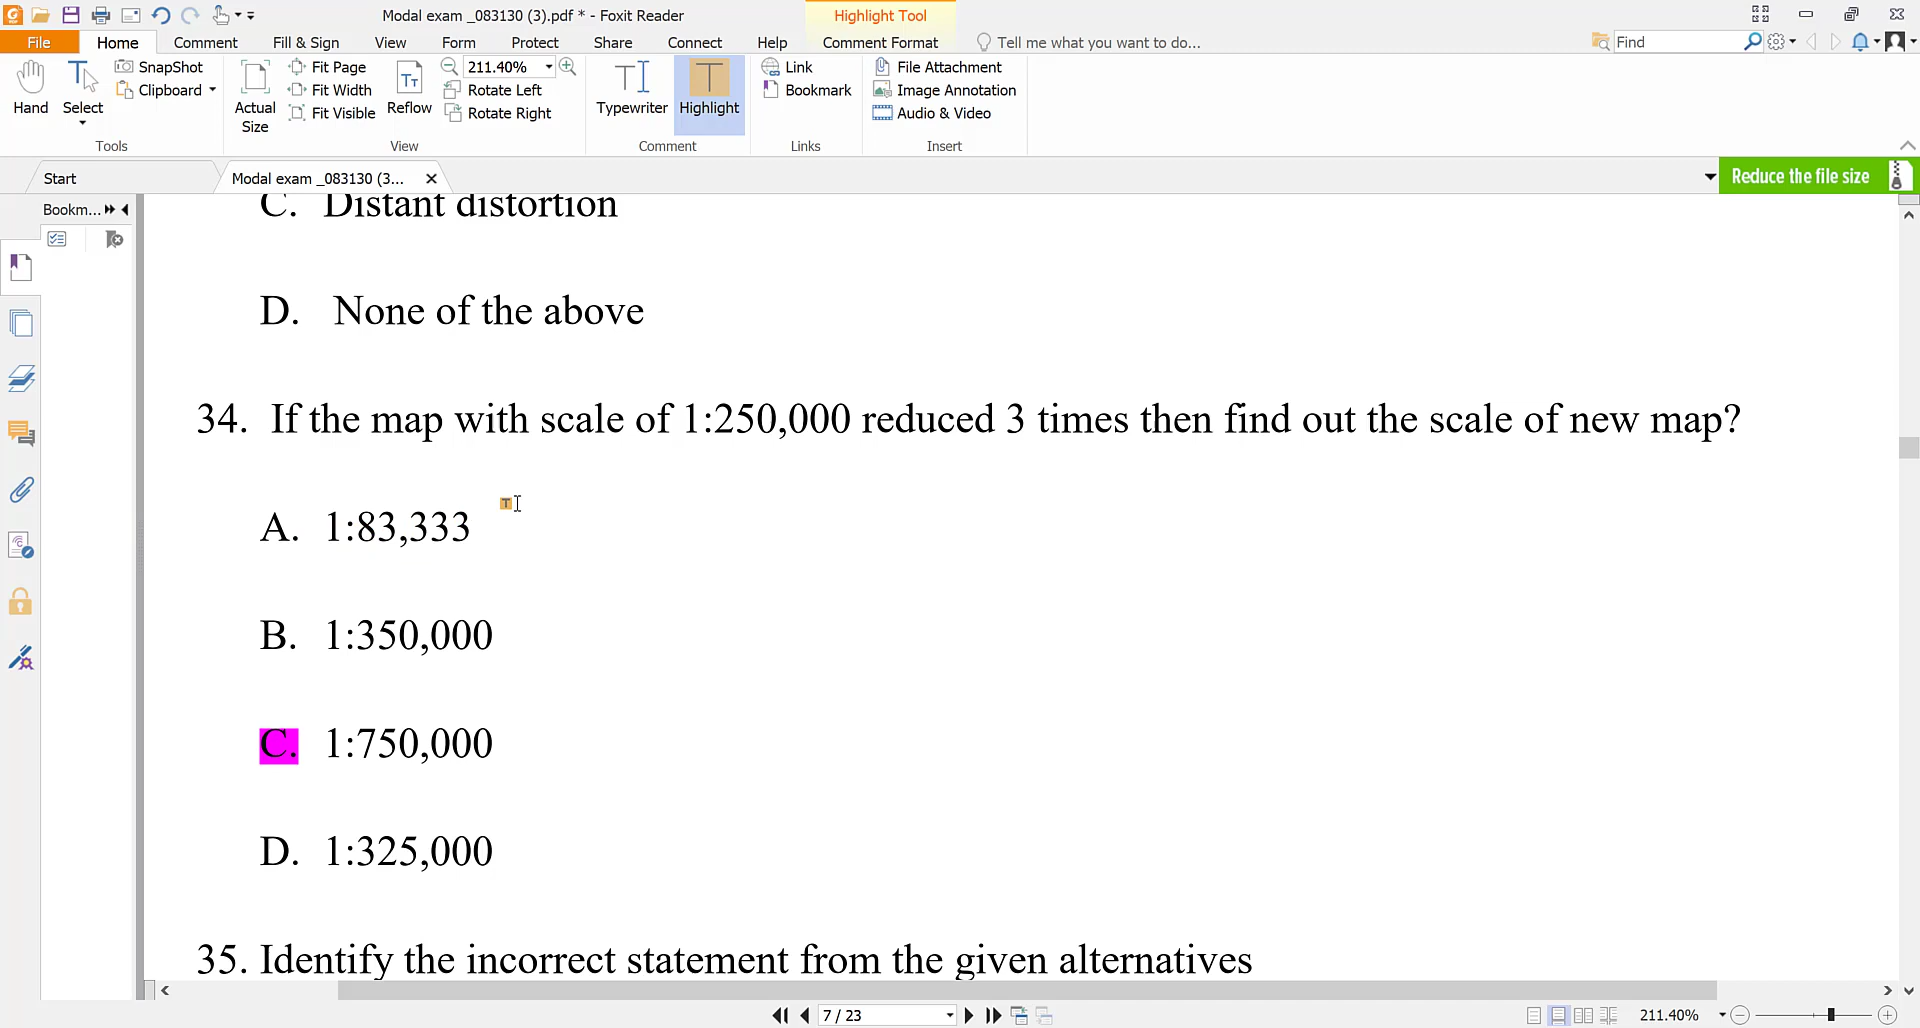 Modal exam _083130 (3).pdf * - Foxit Reader
Highlight Tool
File Home Comment Fill & Sign View Form Protect Share Connect Help Comment Format Tell me what you want to do... Find
Hand
Select
SnapShot
Clipboard
Tools
Actual Size
Fit Page
Fit Width
Fit Visible
Reflow
211.40%
Rotate Left
Rotate Right
View
Typewriter
Highlight
Comment
Link
Bookmark
Links
File Attachment
Image Annotation
Audio & Video
Insert
Start
Modal exam _083130 (3...
Reduce the file size
Bookm...
C. Distant distortion
D. None of the above
34. If the map with scale of 1:250,000 reduced 3 times then find out the scale of new map?
A. 1:83,333
B. 1:350,000
C. 1:750,000
D. 1:325,000
35. Identify the incorrect statement from the given alternatives
7 / 23
211.40%